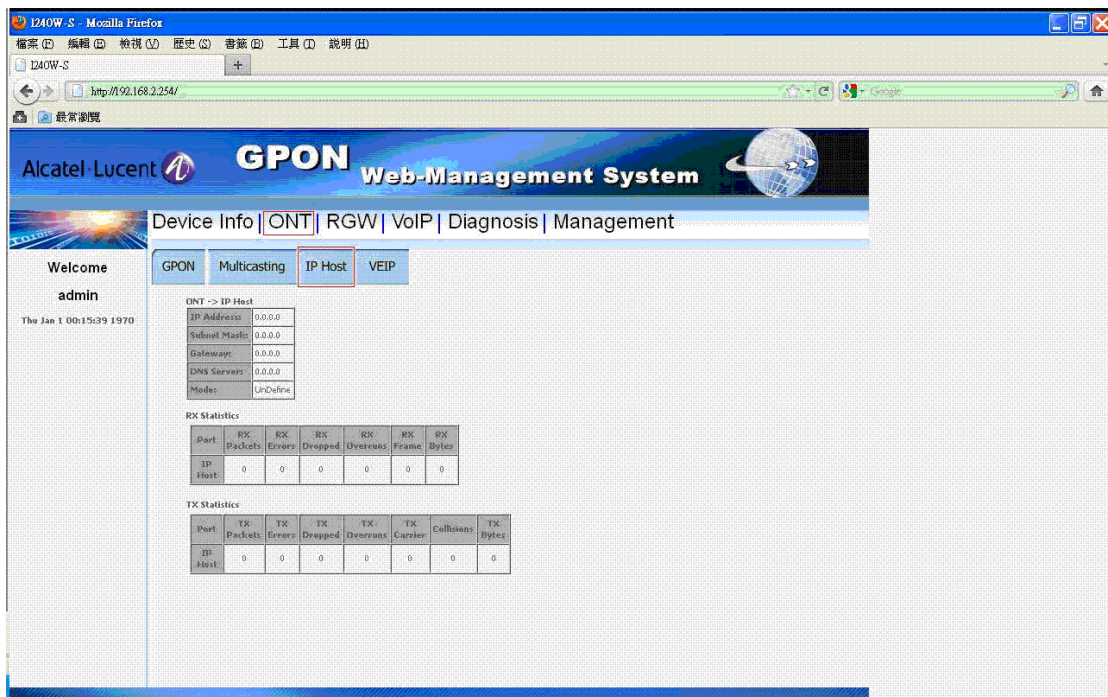 I240W-S - Mozilla Firefox
檔案(F) 編輯(E) 檢視(V) 歷史(S) 書籤(B) 工具(T) 說明(H)
I240W-S +
http://192.168.2.254/ Google
最常瀏覽
Alcatel·Lucent GPON Web-Management System
Device Info | ONT | RGW | VoIP | Diagnosis | Management
Welcome
admin
Thu Jan 1 00:15:39 1970
GPON Multicasting IP Host VEIP
ONT -> IP Host
IP Address: 0.0.0.0
Subnet Mask: 0.0.0.0
Gateway: 0.0.0.0
DNS Server: 0.0.0.0
Mode: UnDefine
RX Statistics
Port RX Packets RX Errors RX Dropped RX Overruns RX Frame RX Bytes
IP Host 0 0 0 0 0 0
TX Statistics
Port TX Packets TX Errors TX Dropped TX Overruns TX Carrier Collisions TX Bytes
IP Host 0 0 0 0 0 0 0